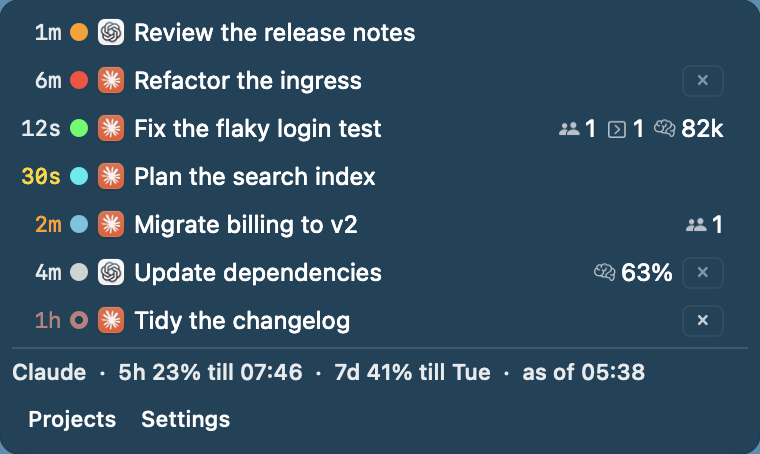 1m Review the release notes
6m Refactor the ingress ×
12s Fix the flaky login test 1 1 82k
30s Plan the search index
2m Migrate billing to v2 1
4m Update dependencies 63% ×
1h Tidy the changelog ×
Claude · 5h 23% till 07:46 · 7d 41% till Tue · as of 05:38
Projects Settings